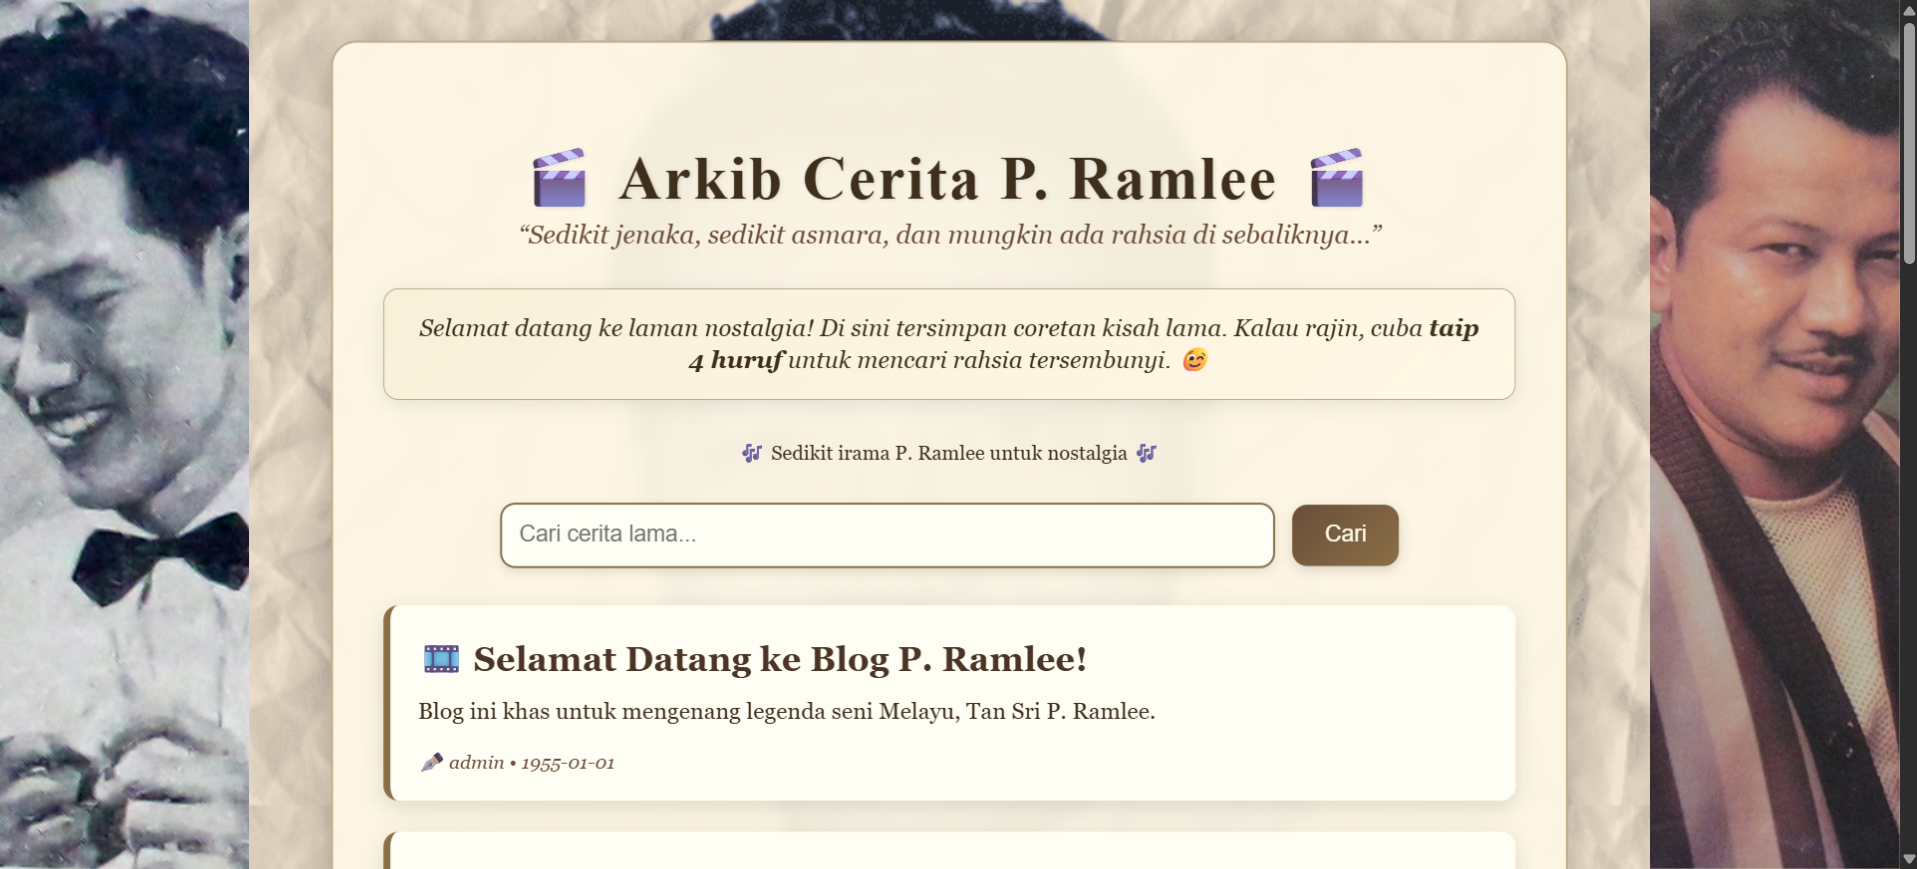 🎬 Arkib Cerita P. Ramlee 🎬
“Sedikit jenaka, sedikit asmara, dan mungkin ada rahsia di sebaliknya...”
Selamat datang ke laman nostalgia! Di sini tersimpan coretan kisah lama. Kalau rajin, cuba taip
4 huruf untuk mencari rahsia tersembunyi. 🥳
🎶 Sedikit irama P. Ramlee untuk nostalgia 🎶
Cari cerita lama...
Cari
🎞️ Selamat Datang ke Blog P. Ramlee!
Blog ini khas untuk mengenang legenda seni Melayu, Tan Sri P. Ramlee.
🖋️ admin • 1955-01-01